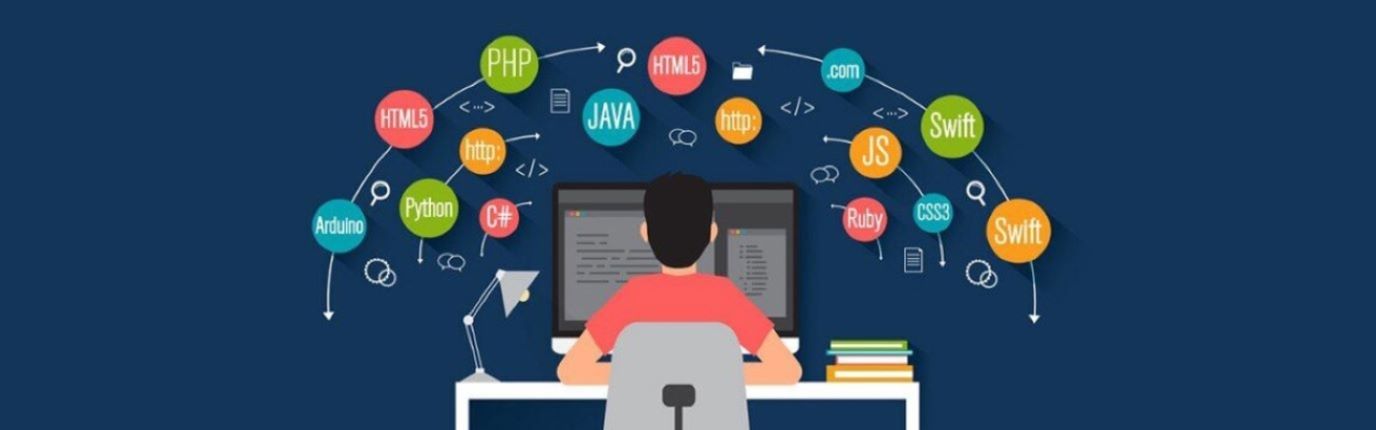 PHP
HTML5
.com
HTML5
JAVA
http:
Swift
http:
JS
Python
C#
Ruby
CSS3
Arduino
Swift